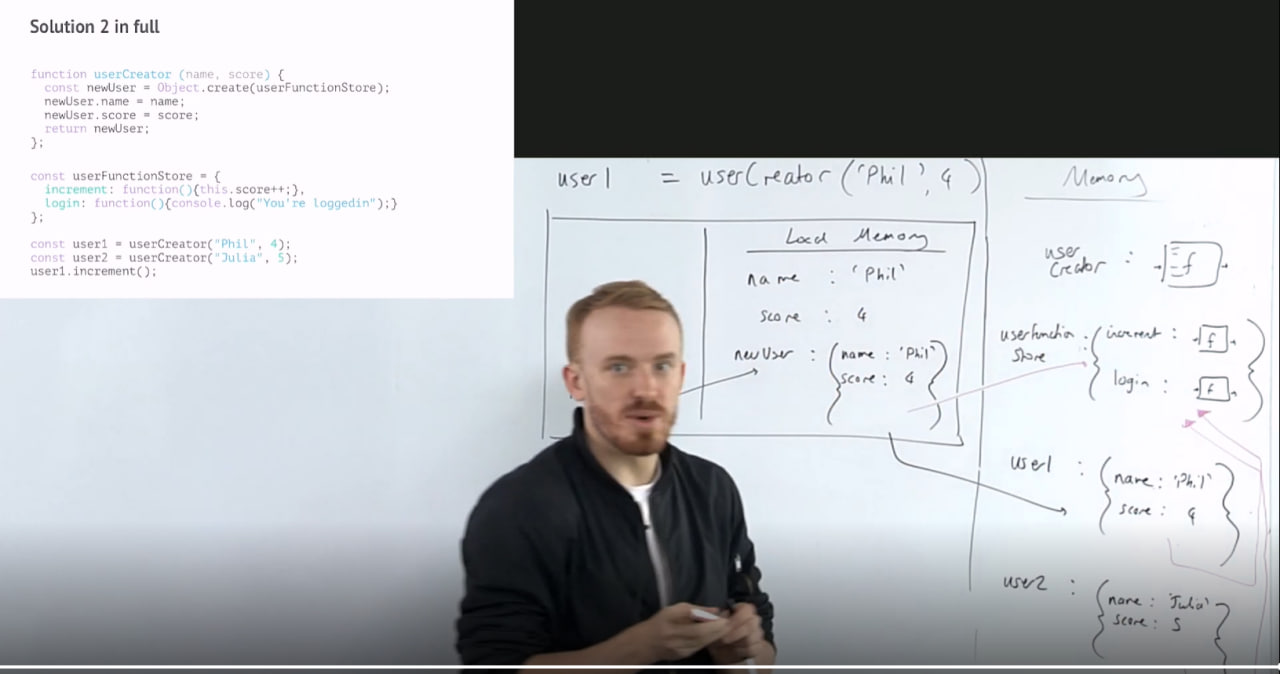 Solution 2 in full
function userCreator (name, score) {
const newUser = Object.create(userFunctionStore);
newUser.name = name;
newUser.score = score;
return newUser;
};
const userFunctionStore = {
increment: function(){this.score++;},
login: function(){console.log("You're loggedin");}
};
const user1 = userCreator("Phil", 4);
const user2 = userCreator("Julia", 5);
user1.increment();
user1 = userCreator('Phil', 4)
Local Memory
name : 'Phil'
score : 4
newUser : { name : 'Phil'
score : 4 }
Memory
user Creator : f
userfunction Store : { increment : f
login : f }
user1 : { name : 'Phil'
score : 4 }
user2 : { name : 'Julia'
score : 5 }